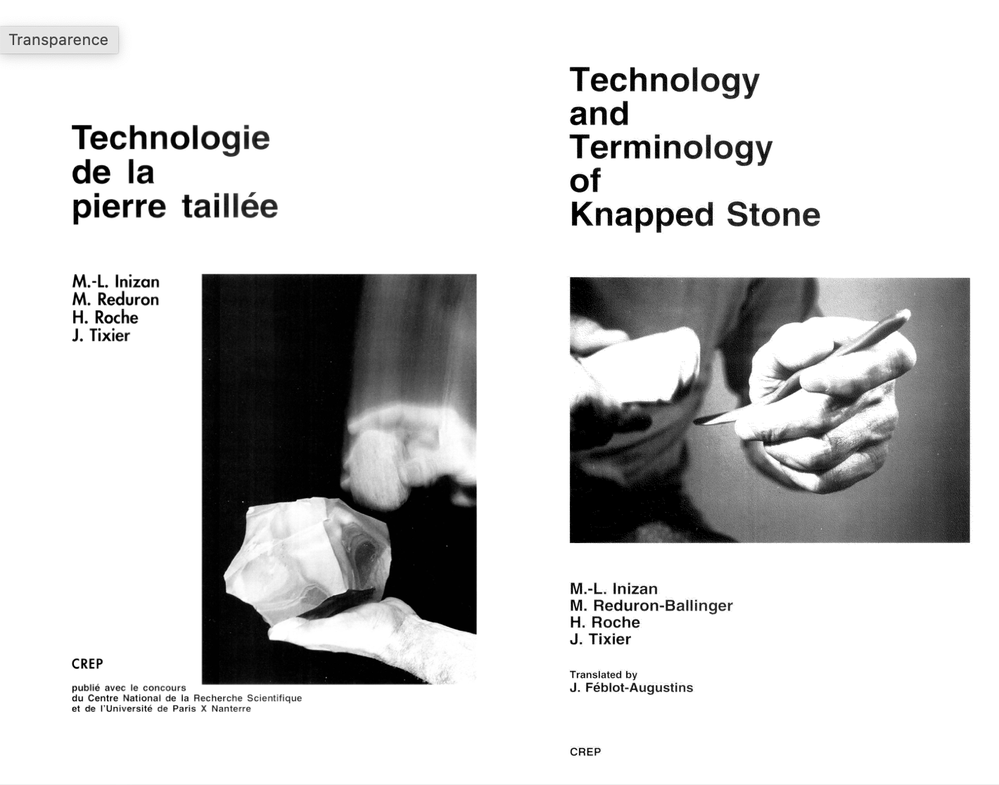 Transparence
Technologie
de la
pierre taillée
M.-L. Inizan
M. Reduron
H. Roche
J. Tixier
CREP
publié avec le concours
du Centre National de la Recherche Scientifique
et de l'Université de Paris X Nanterre
Technology
and
Terminology
of
Knapped Stone
M.-L. Inizan
M. Reduron-Ballinger
H. Roche
J. Tixier
Translated by
J. Féblot-Augustins
CREP